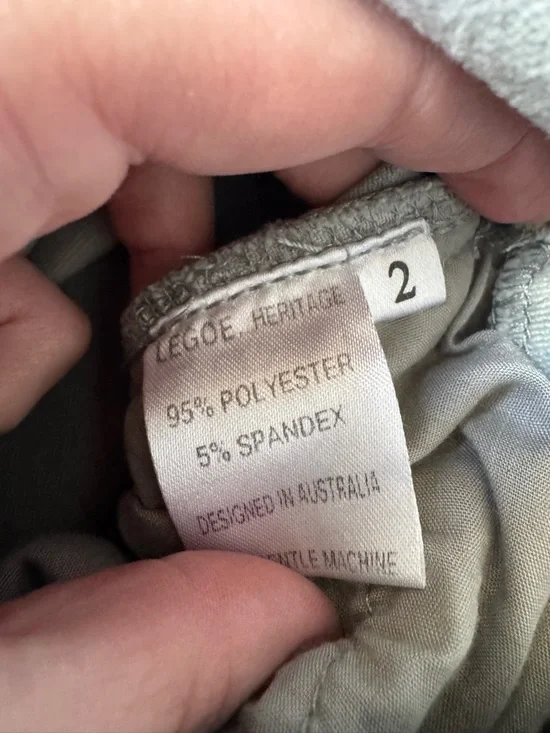 2
LEGOE. HERITAGE
95% POLYESTER
5% SPANDEX
DESIGNED IN AUSTRALIA
MACHINE